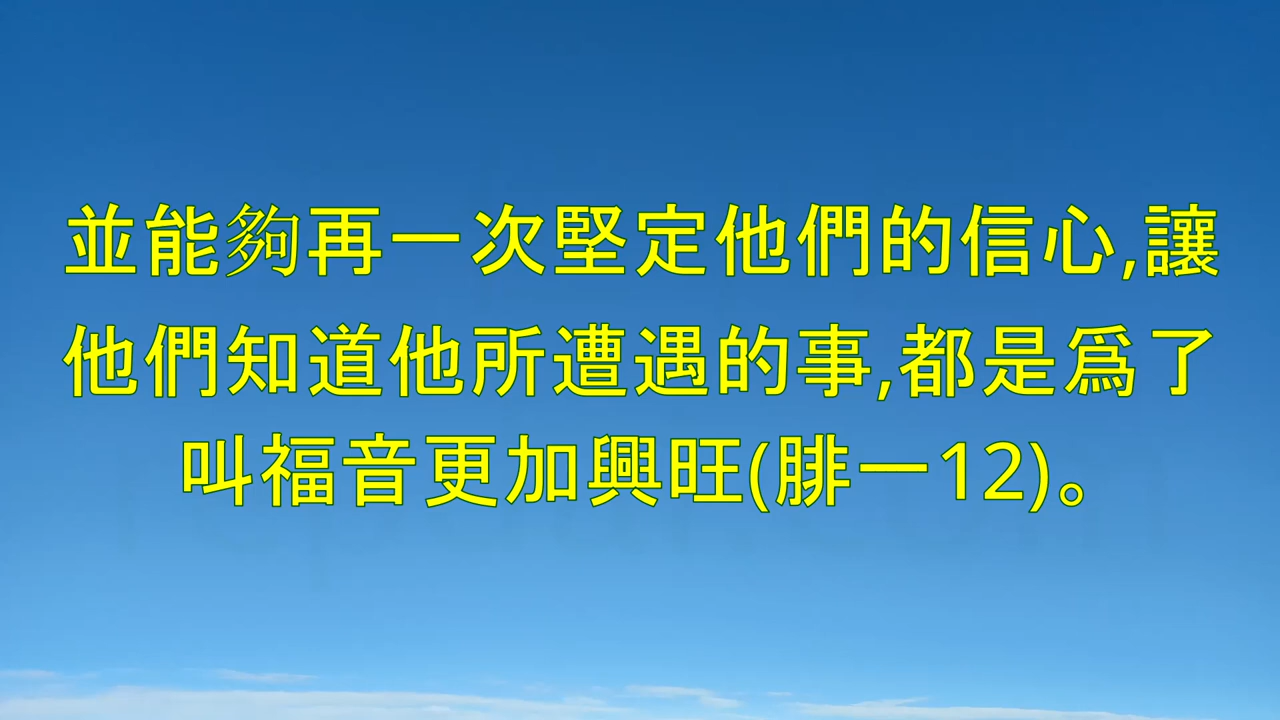 並能夠再一次堅定他們的信心,讓
他們知道他所遭遇的事,都是爲了
叫福音更加興旺(腓一12)。